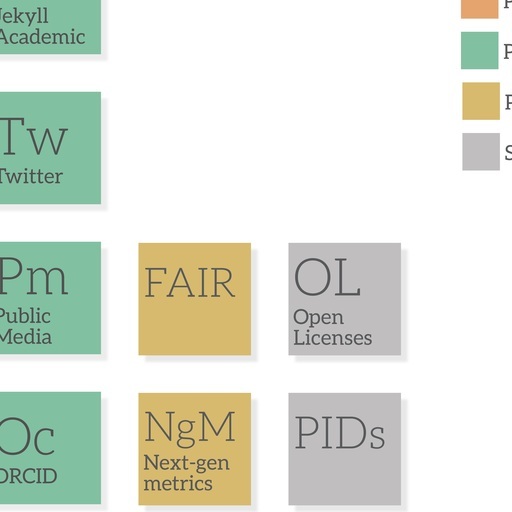 Jekyll
Academic
Tw
Twitter
Pm
Public
Media
FAIR
OL
Open
Licenses
Oc
ORCID
NgM
Next-gen
metrics
PIDs